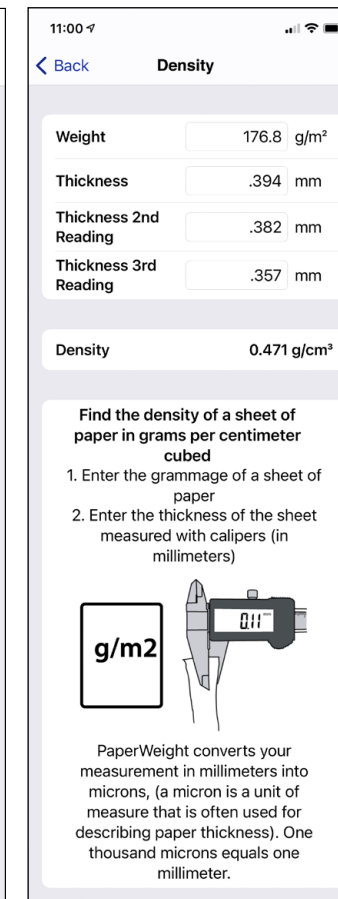 11:00
Back Density
Weight 176.8 g/m²
Thickness .394 mm
Thickness 2nd
Reading .382 mm
Thickness 3rd
Reading .357 mm
Density 0.471 g/cm³
Find the density of a sheet of
paper in grams per centimeter
cubed
1. Enter the grammage of a sheet of
paper
2. Enter the thickness of the sheet
measured with calipers (in
millimeters)
g/m2
0.11 mm
PaperWeight converts your
measurement in millimeters into
microns, (a micron is a unit of
measure that is often used for
describing paper thickness). One
thousand microns equals one
millimeter.